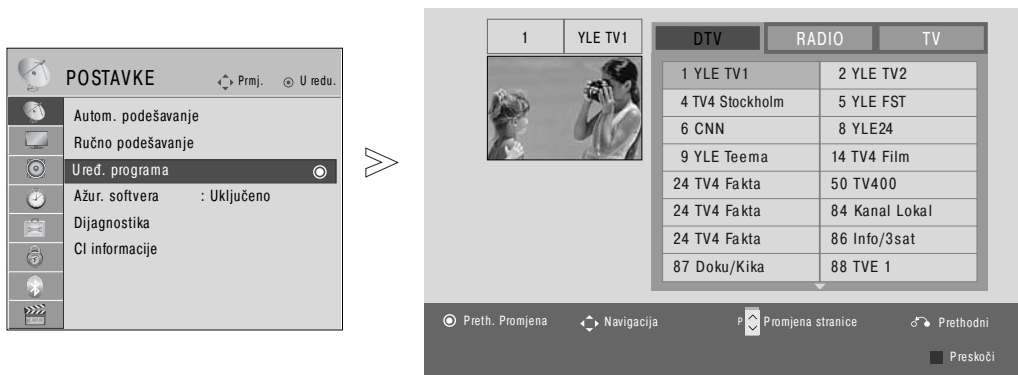 POSTAVKE Prmj. U redu.
Autom. podešavanje
Ručno podešavanje
Uređ. programa
Ažur. softvera : Uključeno
Dijagnostika
CI informacije
1 YLE TV1
DTV RADIO TV
1 YLE TV1 2 YLE TV2
4 TV4 Stockholm 5 YLE FST
6 CNN 8 YLE24
9 YLE Teema 14 TV4 Film
24 TV4 Fakta 50 TV400
24 TV4 Fakta 84 Kanal Lokal
24 TV4 Fakta 86 Info/3sat
87 Doku/Kika 88 TVE 1
Preth. Promjena Navigacija P Promjena stranice Prethodni
Preskoči